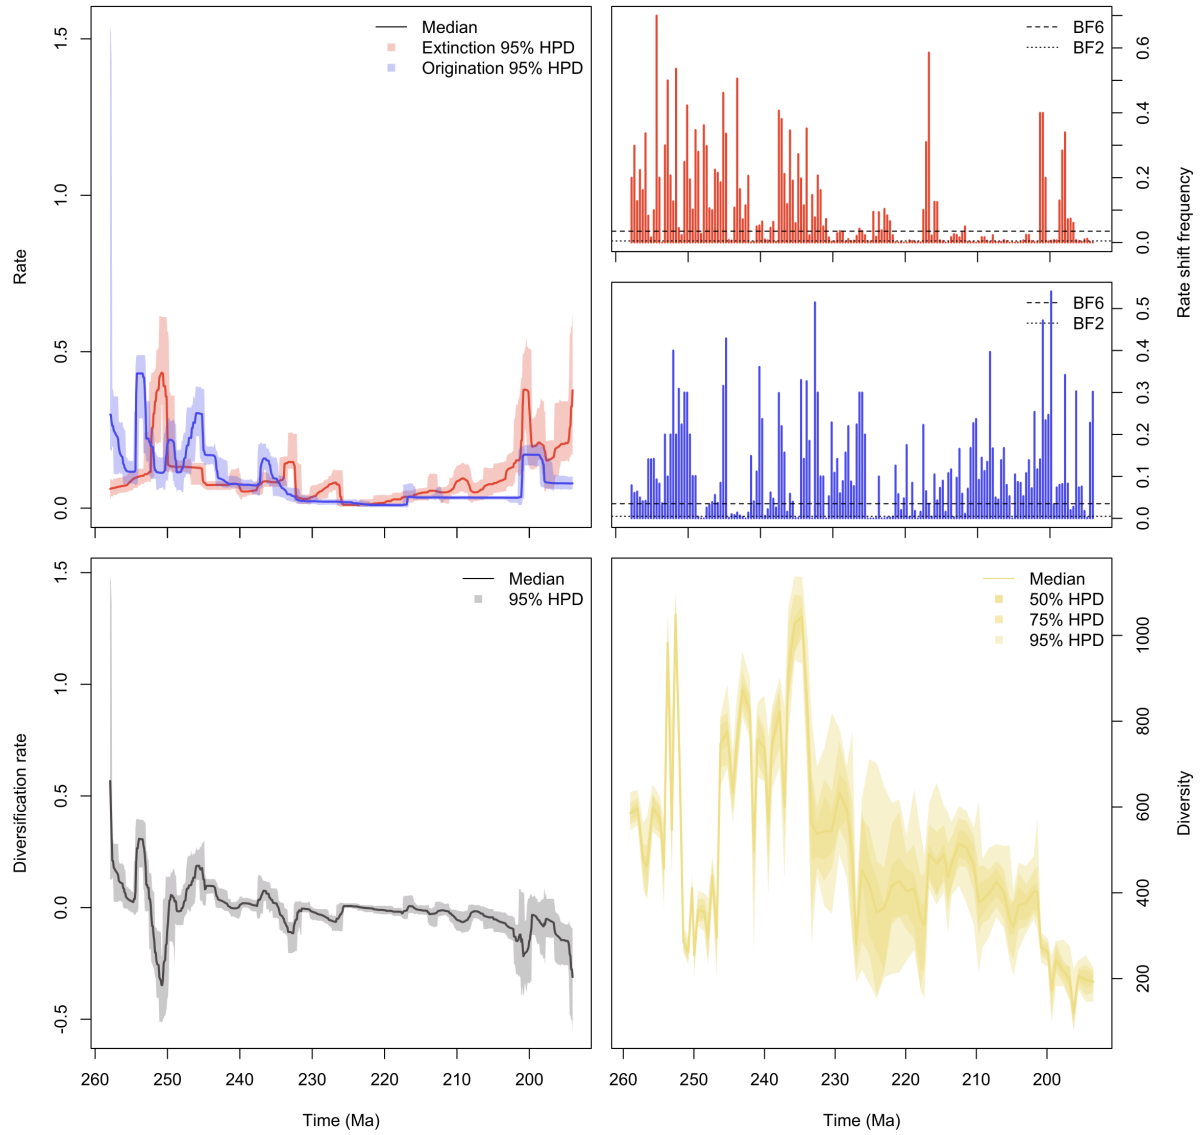 Median
Extinction 95% HPD
Origination 95% HPD
Rate
0.0
0.5
1.0
1.5
BF6
BF2
0.0
0.2
0.4
0.6
BF6
BF2
0.0
0.1
0.2
0.3
0.4
0.5
Rate shift frequency
Median
95% HPD
Diversification rate
-0.5
0.0
0.5
1.0
1.5
260
250
240
230
220
210
200
Time (Ma)
Median
50% HPD
75% HPD
95% HPD
200
400
600
800
1000
Diversity
260
250
240
230
220
210
200
Time (Ma)